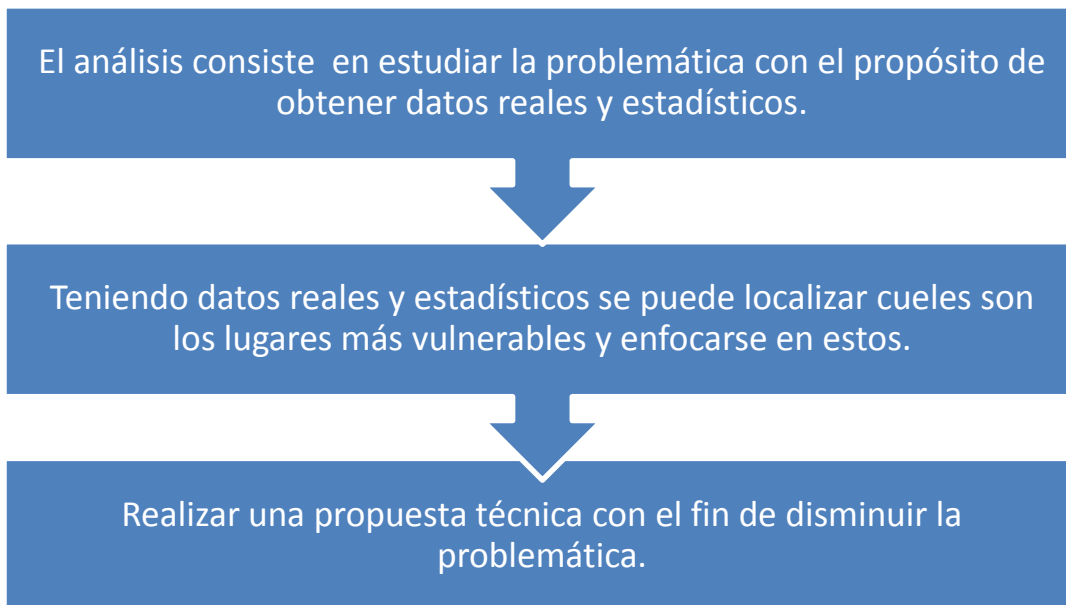 El análisis consiste en estudiar la problemática con el propósito de
obtener datos reales y estadísticos.
Teniendo datos reales y estadísticos se puede localizar cueles son
los lugares más vulnerables y enfocarse en estos.
Realizar una propuesta técnica con el fin de disminuir la
problemática.